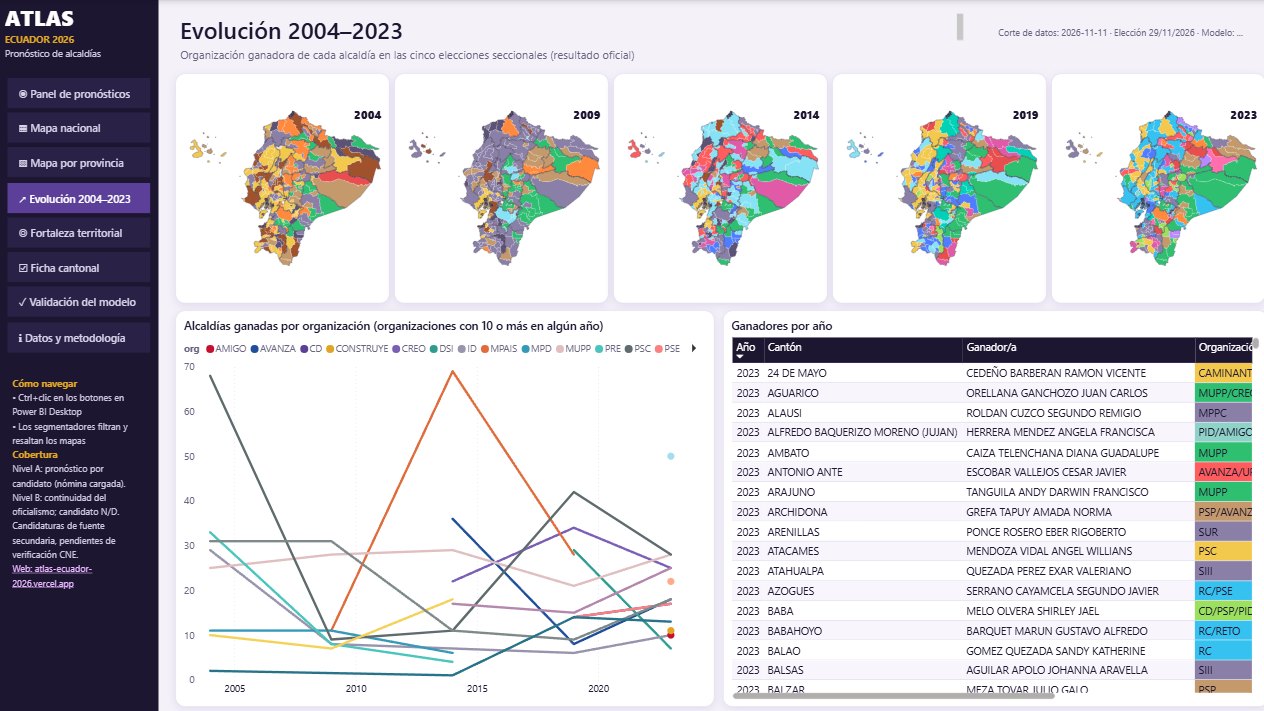 ATLAS
ECUADOR 2026
Pronóstico de alcaldías
◉ Panel de pronósticos
▦ Mapa nacional
▩ Mapa por provincia
↗ Evolución 2004–2023
◎ Fortaleza territorial
☑ Ficha cantonal
✓ Validación del modelo
ℹ Datos y metodología
Cómo navegar
• Ctrl+clic en los botones en
Power BI Desktop
• Los segmentadores filtran y
resaltan los mapas
Cobertura
Nivel A: pronóstico por
candidato (nómina cargada).
Nivel B: continuidad del
oficialismo; candidato N/D.
Candidaturas de fuente
secundaria, pendientes de
verificación CNE.
Web: atlas-ecuador-
2026.vercel.app
Evolución 2004–2023
Organización ganadora de cada alcaldía en las cinco elecciones seccionales (resultado oficial)
Corte de datos: 2026-11-11 · Elección 29/11/2026 · Modelo: ...
2004
2009
2014
2019
2023
Alcaldías ganadas por organización (organizaciones con 10 o más en algún año)
org AMIGO AVANZA CD CONSTRUYE CREO DSI ID MPAIS MPD MUPP PRE PSC PSE
70
60
50
40
30
20
10
0
2005 2010 2015 2020
Ganadores por año
Año Cantón Ganador/a Organizació
2023 24 DE MAYO CEDEÑO BARBERAN RAMON VICENTE CAMINANT
2023 AGUARICO ORELLANA GANCHOZO JUAN CARLOS MUPP/CREO
2023 ALAUSI ROLDAN CUZCO SEGUNDO REMIGIO MPPC
2023 ALFREDO BAQUERIZO MORENO (JUJAN) HERRERA MENDEZ ANGELA FRANCISCA PID/AMIGO
2023 AMBATO CAIZA TELENCHANA DIANA GUADALUPE MUPP
2023 ANTONIO ANTE ESCOBAR VALLEJOS CESAR JAVIER AVANZA/UP
2023 ARAJUNO TANGUILA ANDY DARWIN FRANCISCO MUPP
2023 ARCHIDONA GREFA TAPUY AMADA NORMA PSP/AVANZ
2023 ARENILLAS PONCE ROSERO EBER RIGOBERTO SUR
2023 ATACAMES MENDOZA VIDAL ANGEL WILLIANS PSC
2023 ATAHUALPA QUEZADA PEREZ EXAR VALERIANO SIII
2023 AZOGUES SERRANO CAYAMCELA SEGUNDO JAVIER RC/PSE
2023 BABA MELO OLVERA SHIRLEY JAEL CD/PSP/PID
2023 BABAHOYO BARQUET MARUN GUSTAVO ALFREDO RC/RETO
2023 BALAO GOMEZ QUEZADA SANDY KATHERINE RC
2023 BALSAS AGUILAR APOLO JOHANNA ARAVELLA SIII
2023 BALZAR MEZA TOVAR JULIO GALO PSP